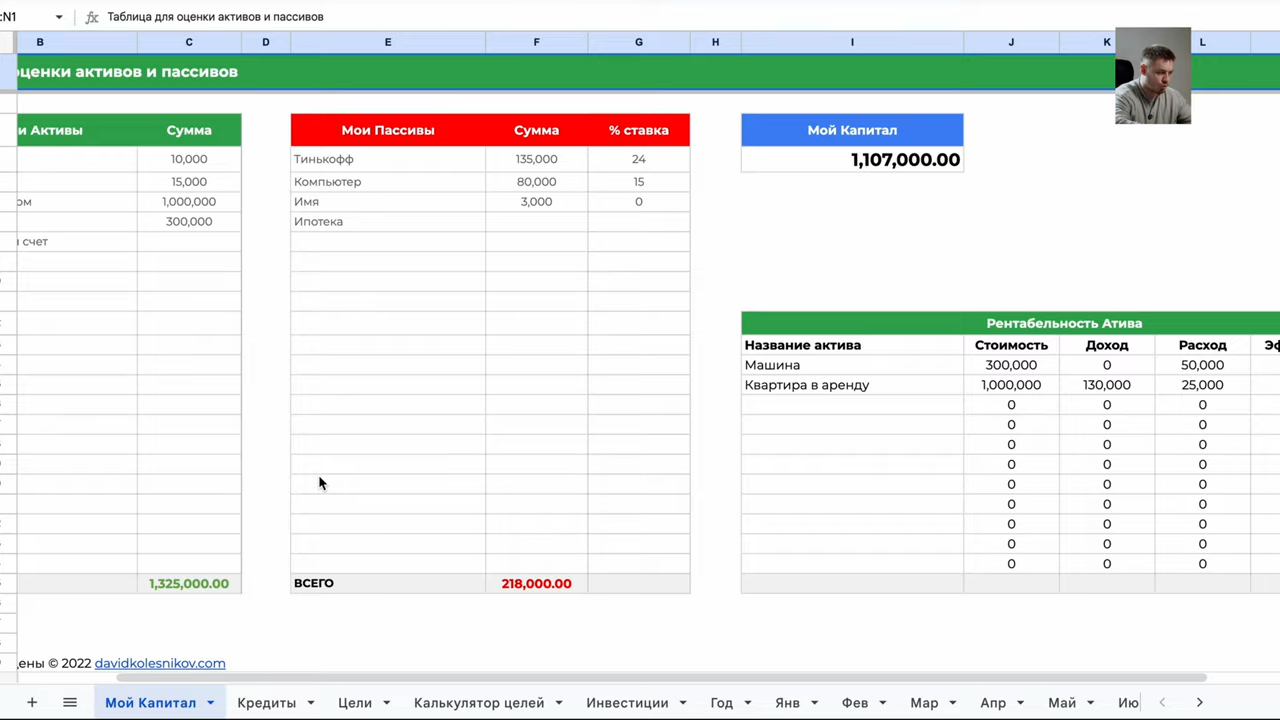 :N1 fx Таблица для оценки активов и пассивов
B C D E F G H I J K L
оценки активов и пассивов
и Активы Сумма Мои Пассивы Сумма % ставка Мой Капитал
10,000 Тинькофф 135,000 24 1,107,000.00
15,000 Компьютер 80,000 15
ом 1,000,000 Имя 3,000 0
300,000 Ипотека
й счет
Рентабельность Атива
Название актива Стоимость Доход Расход Эф
Машина 300,000 0 50,000
Квартира в аренду 1,000,000 130,000 25,000
0 0 0
0 0 0
0 0 0
0 0 0
0 0 0
0 0 0
0 0 0
0 0 0
0 0 0
1,325,000.00 ВСЕГО 218,000.00
ены © 2022 davidkolesnikov.com
+ Мой Капитал Кредиты Цели Калькулятор целей Инвестиции Год Янв Фев Мар Апр Май Ию